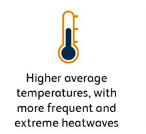 Higher average
temperatures, with
more frequent and
extreme heatwaves